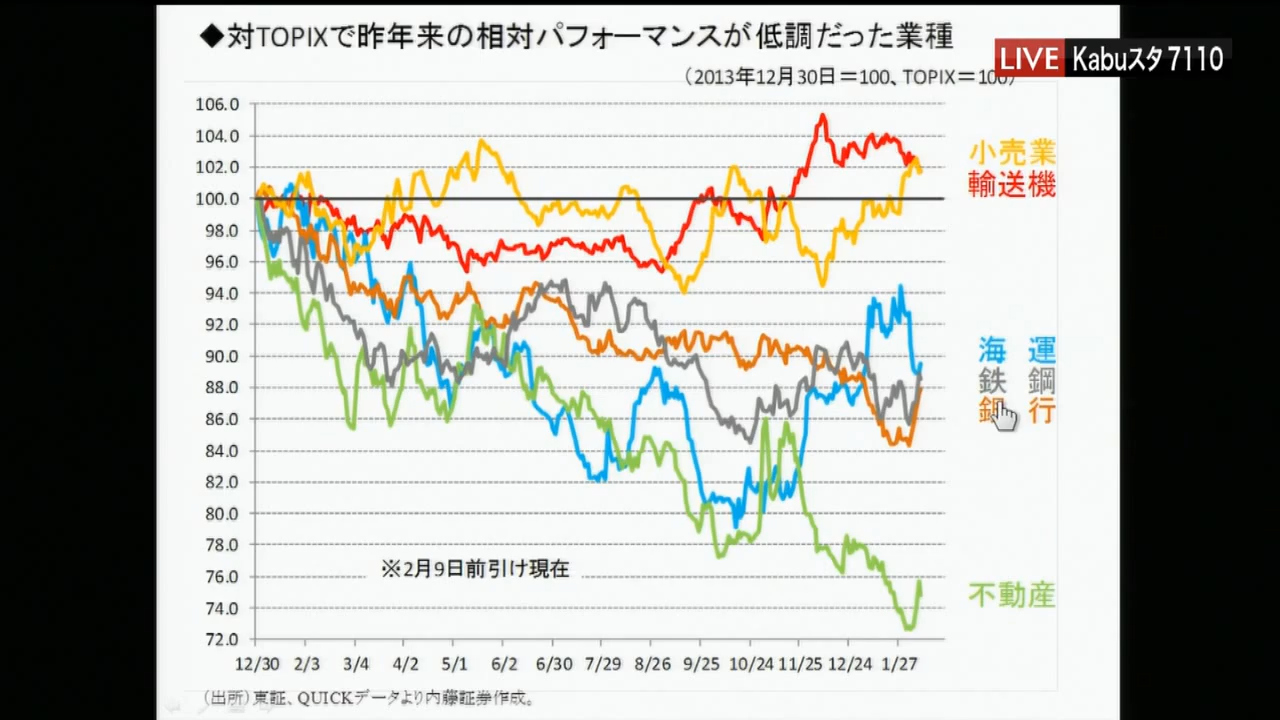 ◆対TOPIXで昨年来の相対パフォーマンスが低調だった業種
LIVE Kabuスタ7110
（2013年12月30日＝100、TOPIX＝100）
106.0
104.0
102.0
100.0
98.0
96.0
94.0
92.0
90.0
88.0
86.0
84.0
82.0
80.0
78.0
76.0
74.0
72.0
小売業
輸送機
海 運
鉄 鋼
銀 行
不動産
※2月9日前引け現在
12/30 2/3 3/4 4/2 5/1 6/2 6/30 7/29 8/26 9/25 10/24 11/25 12/24 1/27
（出所）東証、QUICKデータより内藤証券作成。